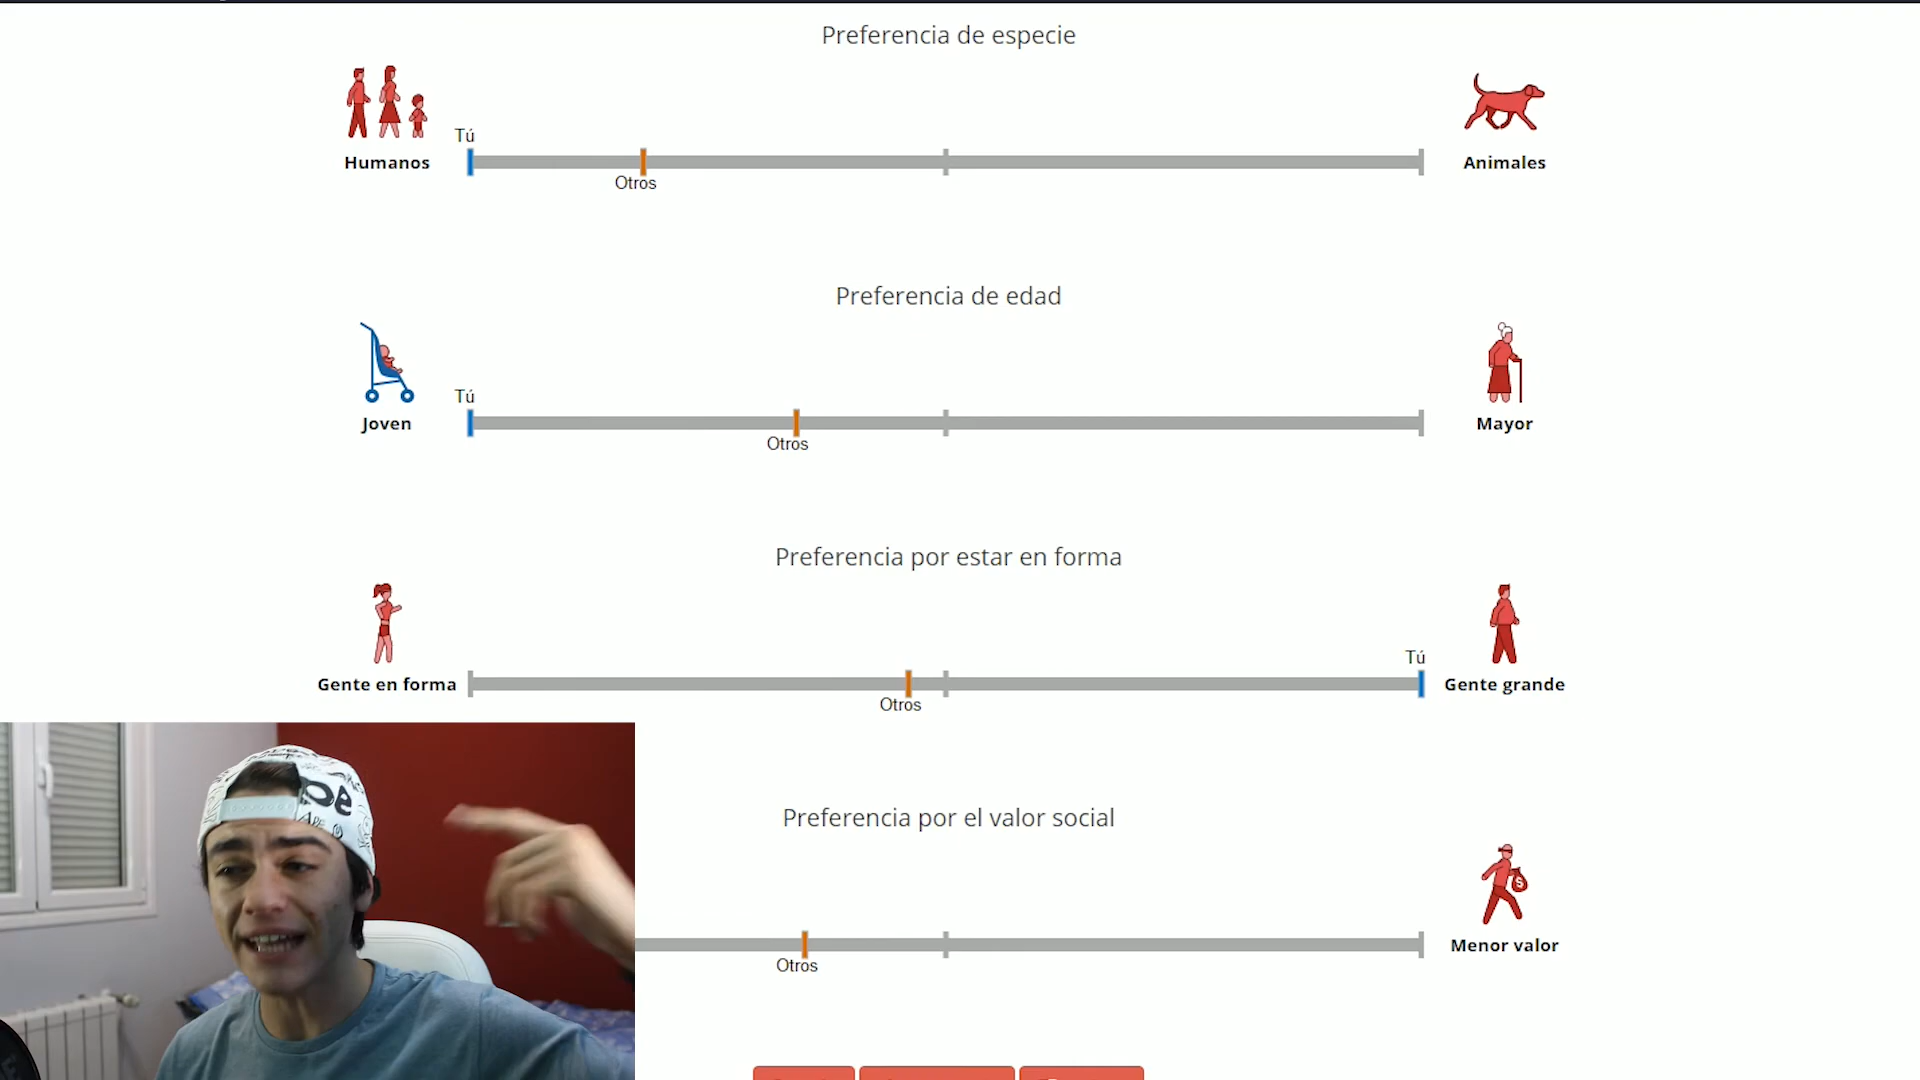 Preferencia de especie
Tú
Humanos
Otros
Animales
Preferencia de edad
Tú
Joven
Otros
Mayor
Preferencia por estar en forma
Tú
Gente en forma
Otros
Gente grande
Preferencia por el valor social
Otros
Menor valor